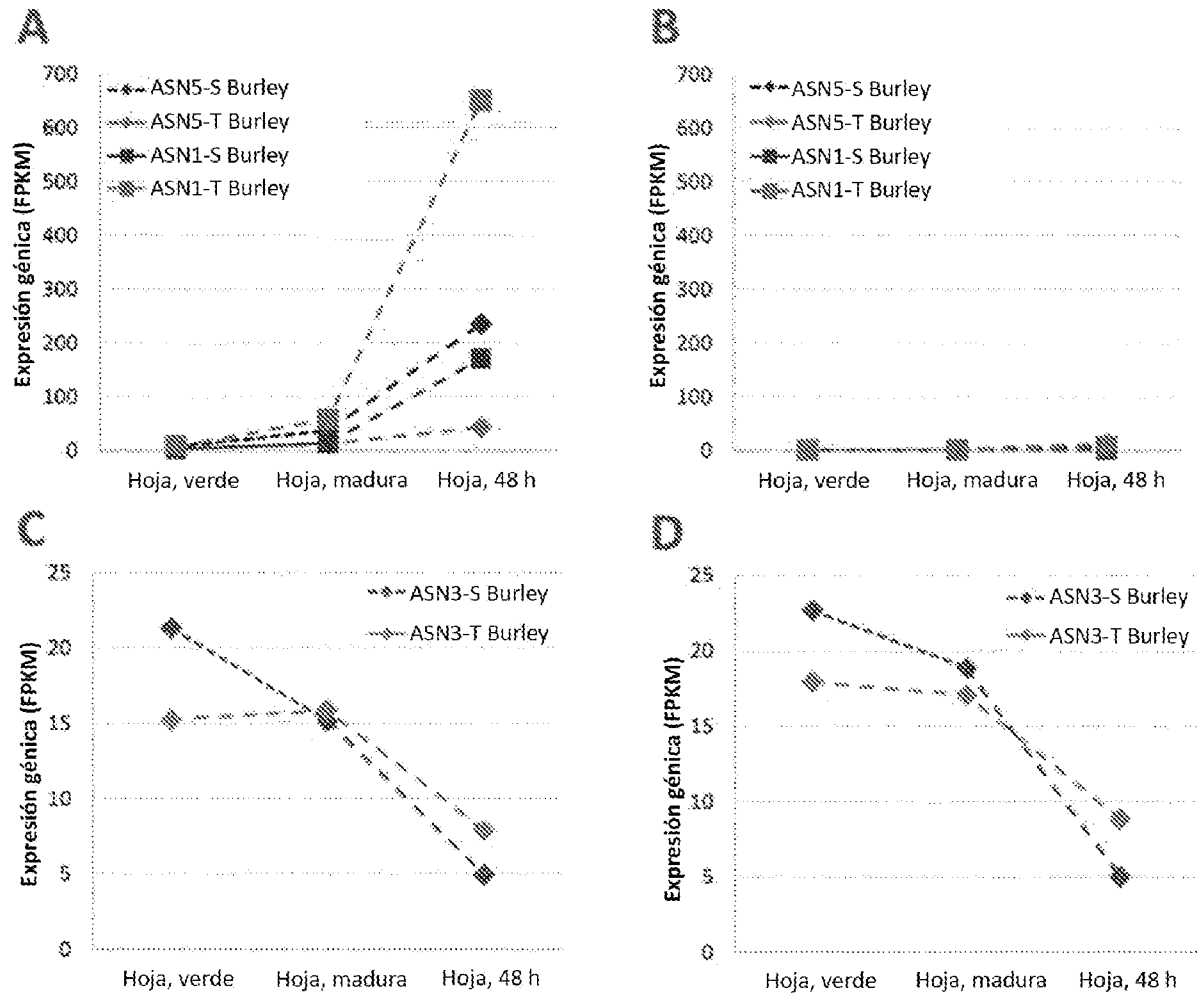 A
Expresión génica (FPKM)
700
600
500
400
300
200
100
0
ASN5-S Burley
ASN5-T Burley
ASN1-S Burley
ASN1-T Burley
Hoja, verde
Hoja, madura
Hoja, 48 h
B
Expresión génica (FPKM)
700
600
500
400
300
200
100
0
ASN5-S Burley
ASN5-T Burley
ASN1-S Burley
ASN1-T Burley
Hoja, verde
Hoja, madura
Hoja, 48 h
C
Expresión génica (FPKM)
25
20
15
10
5
0
ASN3-S Burley
ASN3-T Burley
Hoja, verde
Hoja, madura
Hoja, 48 h
D
Expresión génica (FPKM)
25
20
15
10
5
0
ASN3-S Burley
ASN3-T Burley
Hoja, verde
Hoja, madura
Hoja, 48 h